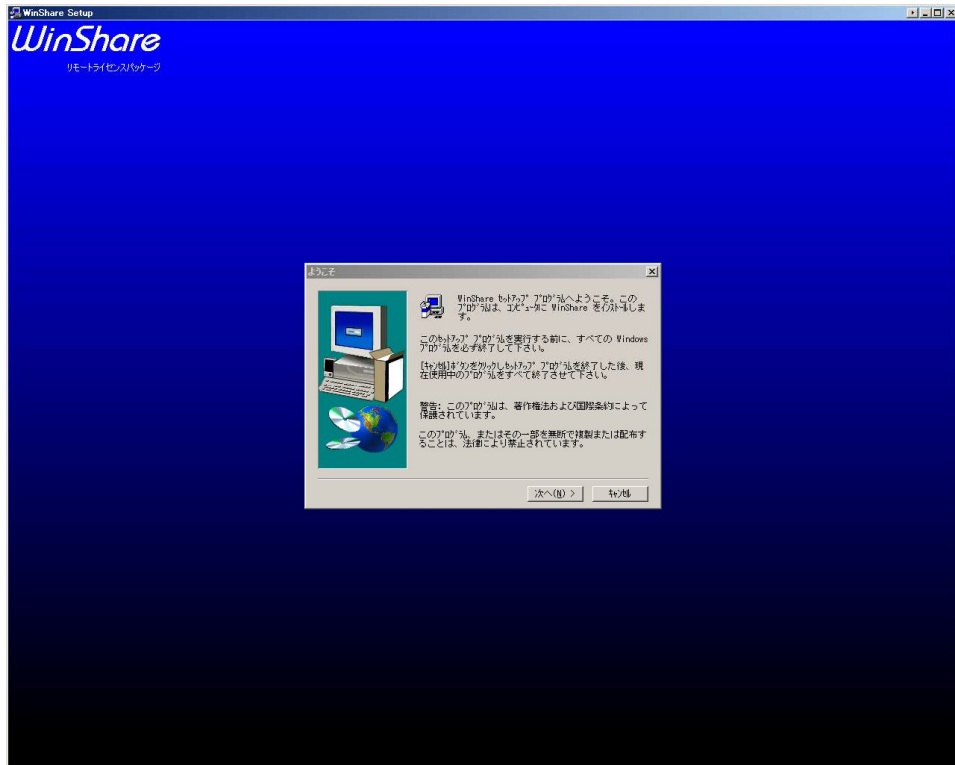 WinShare Setup
WinShare
リモートライセンスパッケージ
ようこそ
WinShare ｾｯﾄｱｯﾌﾟ ﾌﾟﾛｸﾞﾗﾑへようこそ。この
ﾌﾟﾛｸﾞﾗﾑは、ｺﾝﾋﾟｭｰﾀに WinShare をｲﾝｽﾄｰﾙしま
す。
このｾｯﾄｱｯﾌﾟ ﾌﾟﾛｸﾞﾗﾑを実行する前に、すべての Windows
ﾌﾟﾛｸﾞﾗﾑを必ず終了して下さい。
[ｷｬﾝｾﾙ]ﾎﾞﾀﾝをｸﾘｯｸしｾｯﾄｱｯﾌﾟ ﾌﾟﾛｸﾞﾗﾑを終了した後、現
在使用中のﾌﾟﾛｸﾞﾗﾑをすべて終了させて下さい。
警告: このﾌﾟﾛｸﾞﾗﾑは、著作権法および国際条約によって
保護されています。
このﾌﾟﾛｸﾞﾗﾑ、またはその一部を無断で複製または配布す
ることは、法律により禁止されています。
次へ(N) >
ｷｬﾝｾﾙ